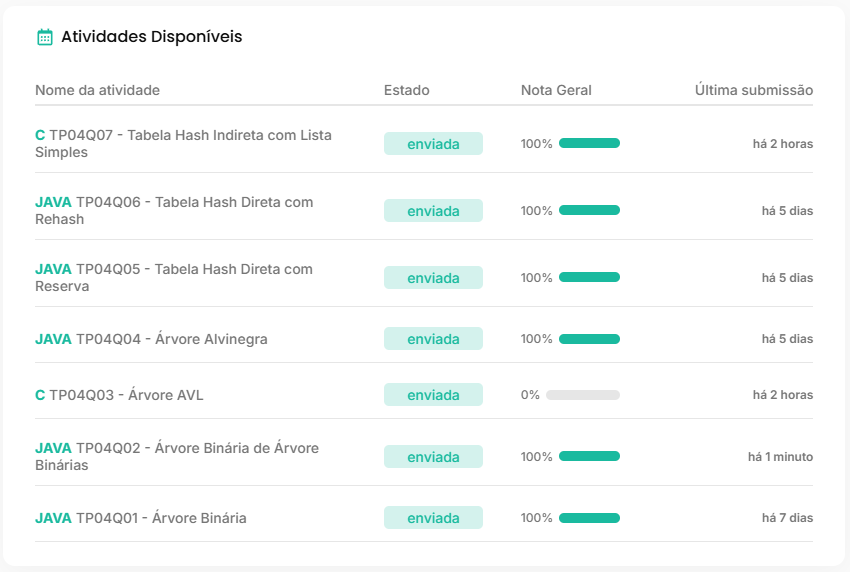 Atividades Disponíveis
Nome da atividade Estado Nota Geral Última submissão
C TP04Q07 - Tabela Hash Indireta com Lista
Simples
enviada 100% há 2 horas
JAVA TP04Q06 - Tabela Hash Direta com
Rehash
enviada 100% há 5 dias
JAVA TP04Q05 - Tabela Hash Direta com
Reserva
enviada 100% há 5 dias
JAVA TP04Q04 - Árvore Alvinegra enviada 100% há 5 dias
C TP04Q03 - Árvore AVL enviada 0% há 2 horas
JAVA TP04Q02 - Árvore Binária de Árvore
Binárias
enviada 100% há 1 minuto
JAVA TP04Q01 - Árvore Binária enviada 100% há 7 dias